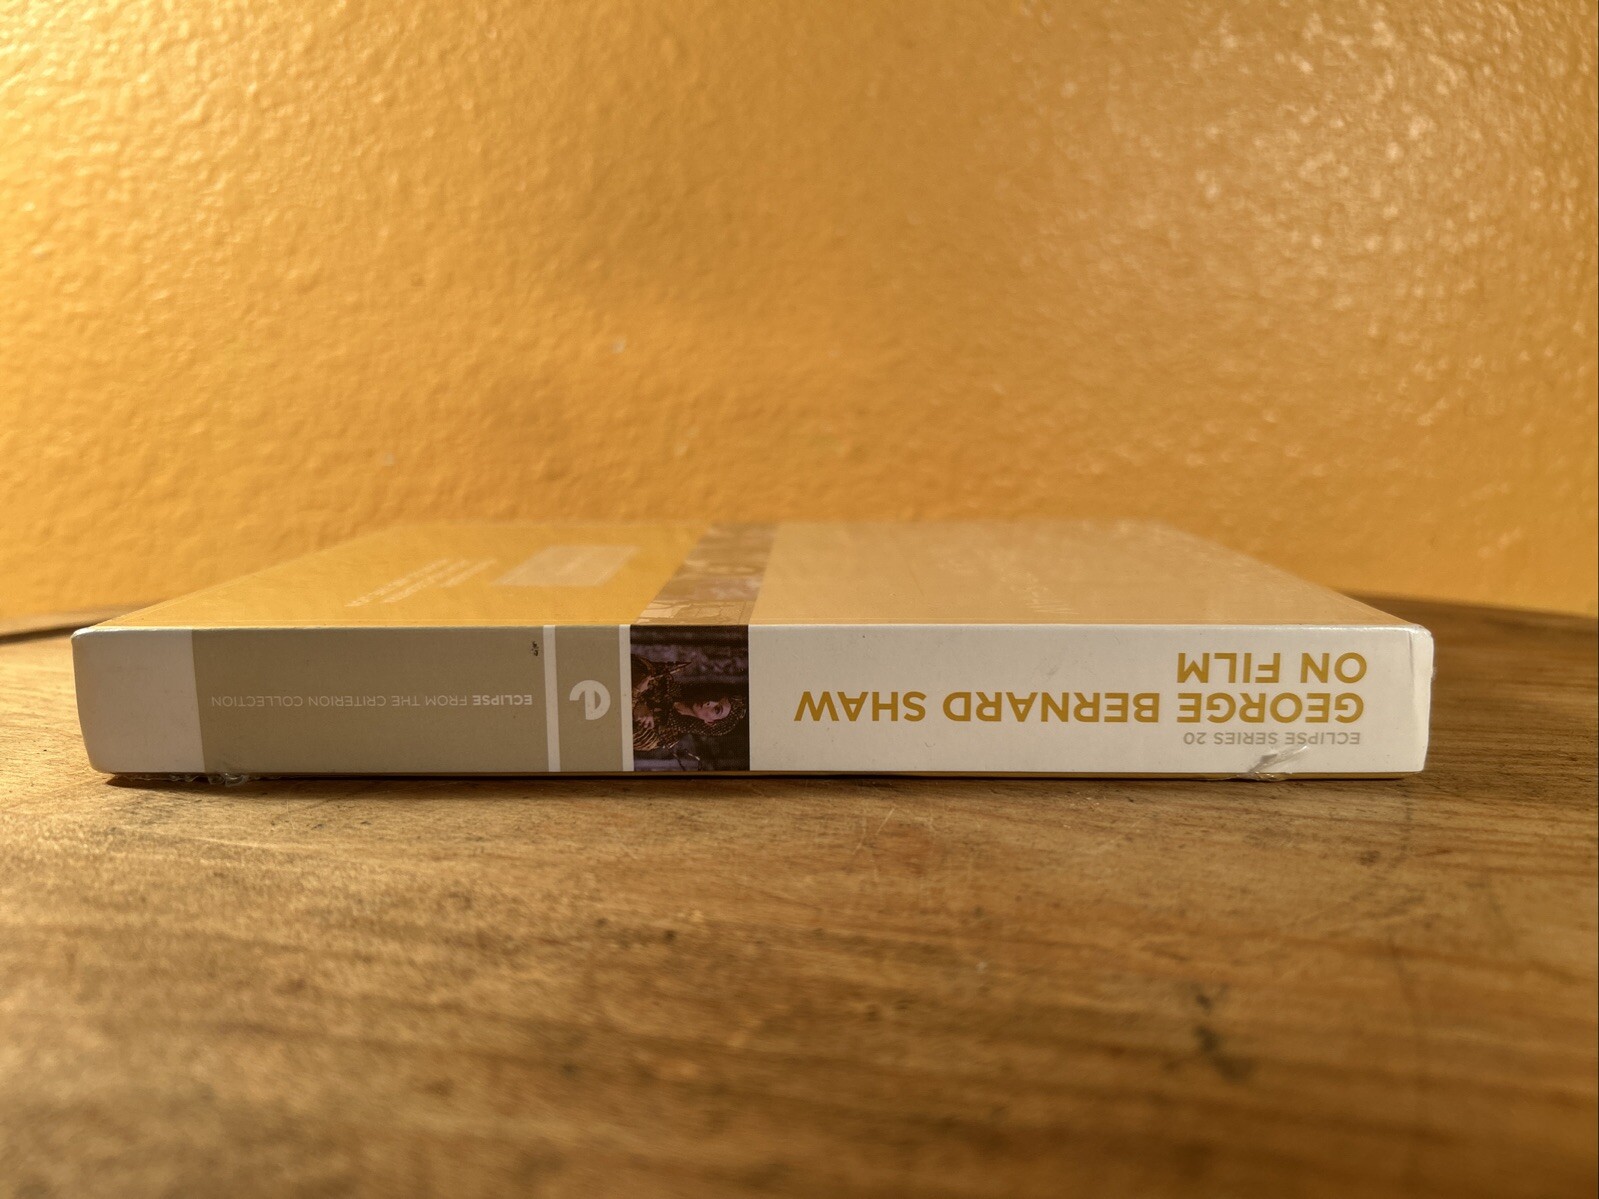 ECLIPSE SERIES 20
GEORGE BERNARD SHAW
ON FILM
e
ECLIPSE FROM THE CRITERION COLLECTION